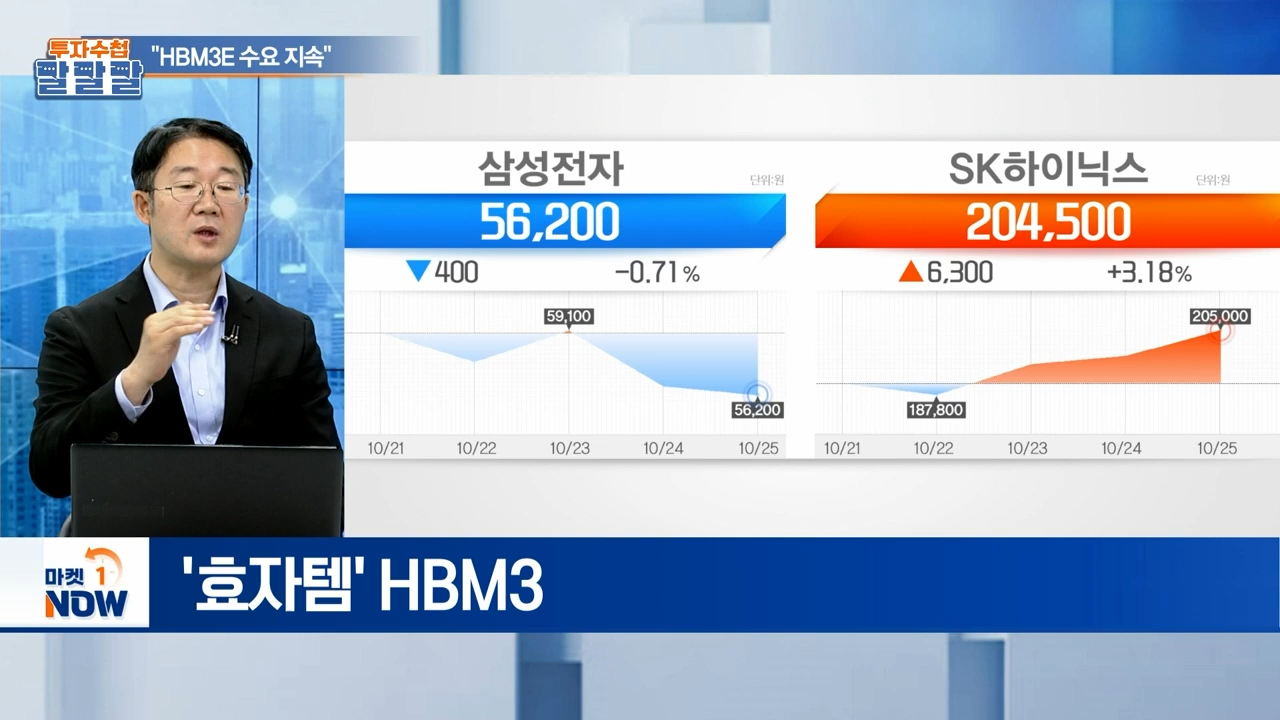 투자수첩
팔팔팔
"HBM3E 수요 지속"
삼성전자
단위:원
56,200
▼400
-0.71%
59,100
56,200
10/21
10/22
10/23
10/24
10/25
SK하이닉스
단위:원
204,500
▲6,300
+3.18%
205,000
187,800
10/21
10/22
10/23
10/24
10/25
마켓 1
NOW
'효자템' HBM3